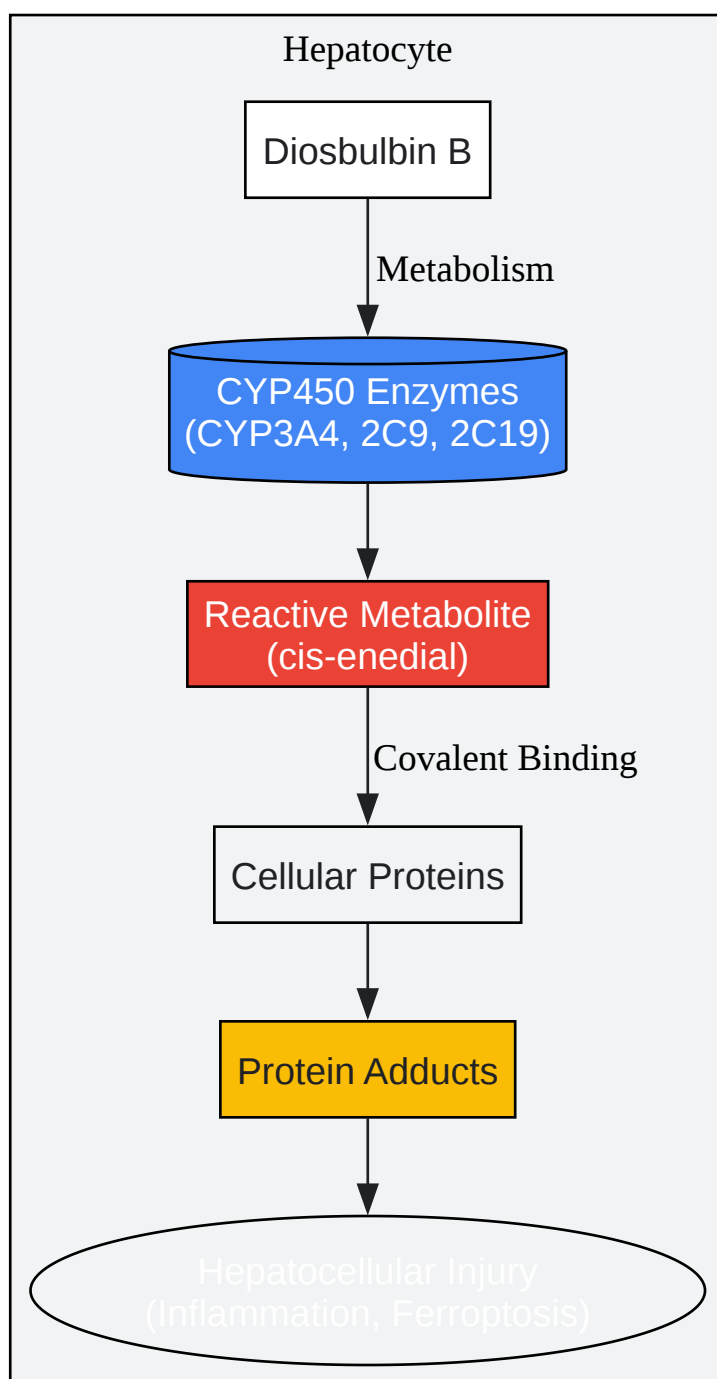 Hepatocyte
Diosbulbin B
Metabolism
CYP450 Enzymes
(CYP3A4, 2C9, 2C19)
Reactive Metabolite
(cis-enedial)
Covalent Binding
Cellular Proteins
Protein Adducts
Hepatocellular Injury
(Inflammation, Ferroptosis)